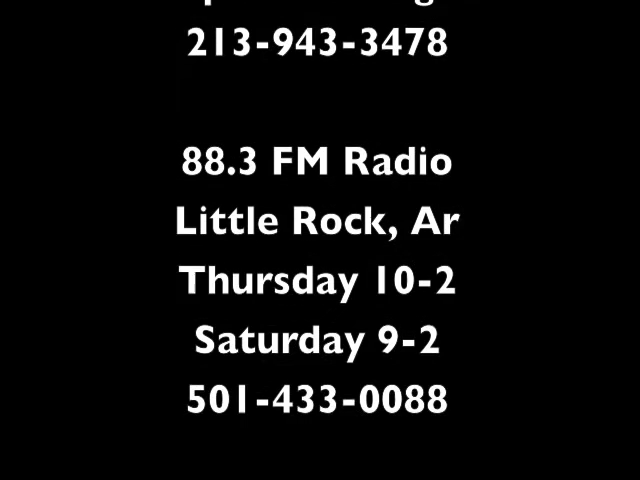 213-943-3478
88.3 FM Radio
Little Rock, Ar
Thursday 10-2
Saturday 9-2
501-433-0088